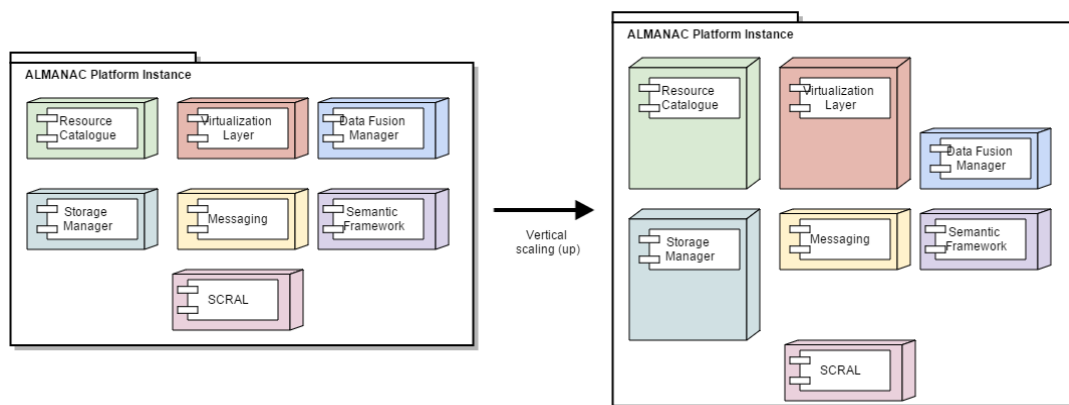 ALMANAC Platform Instance
Resource
Catalogue
Virtualization
Layer
Data Fusion
Manager
Storage
Manager
Messaging
Semantic
Framework
SCRAL
Vertical
scaling (up)
ALMANAC Platform Instance
Resource
Catalogue
Virtualization
Layer
Data Fusion
Manager
Storage
Manager
Messaging
Semantic
Framework
SCRAL